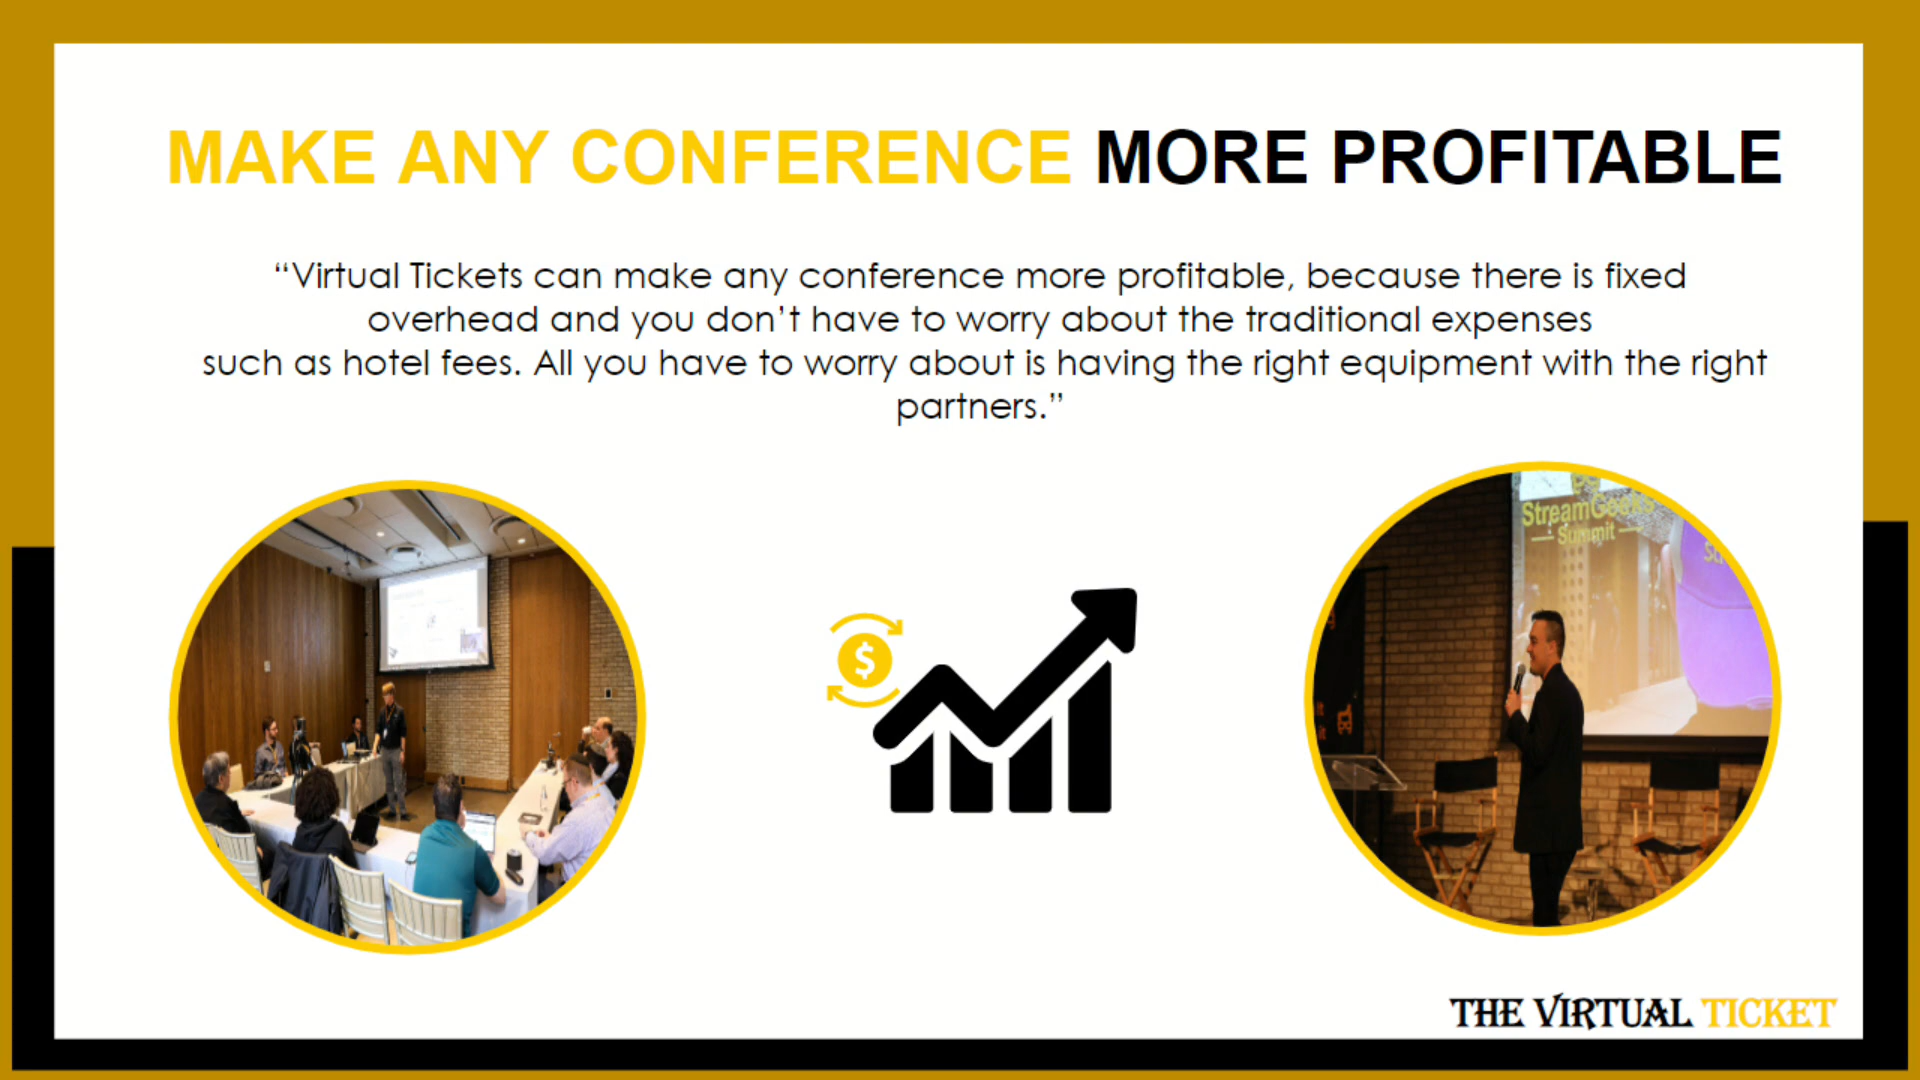 MAKE ANY CONFERENCE MORE PROFITABLE
“Virtual Tickets can make any conference more profitable, because there is fixed
overhead and you don’t have to worry about the traditional expenses
such as hotel fees. All you have to worry about is having the right equipment with the right
partners.”
$
StreamGeeks
Summit
THE VIRTUAL TICKET